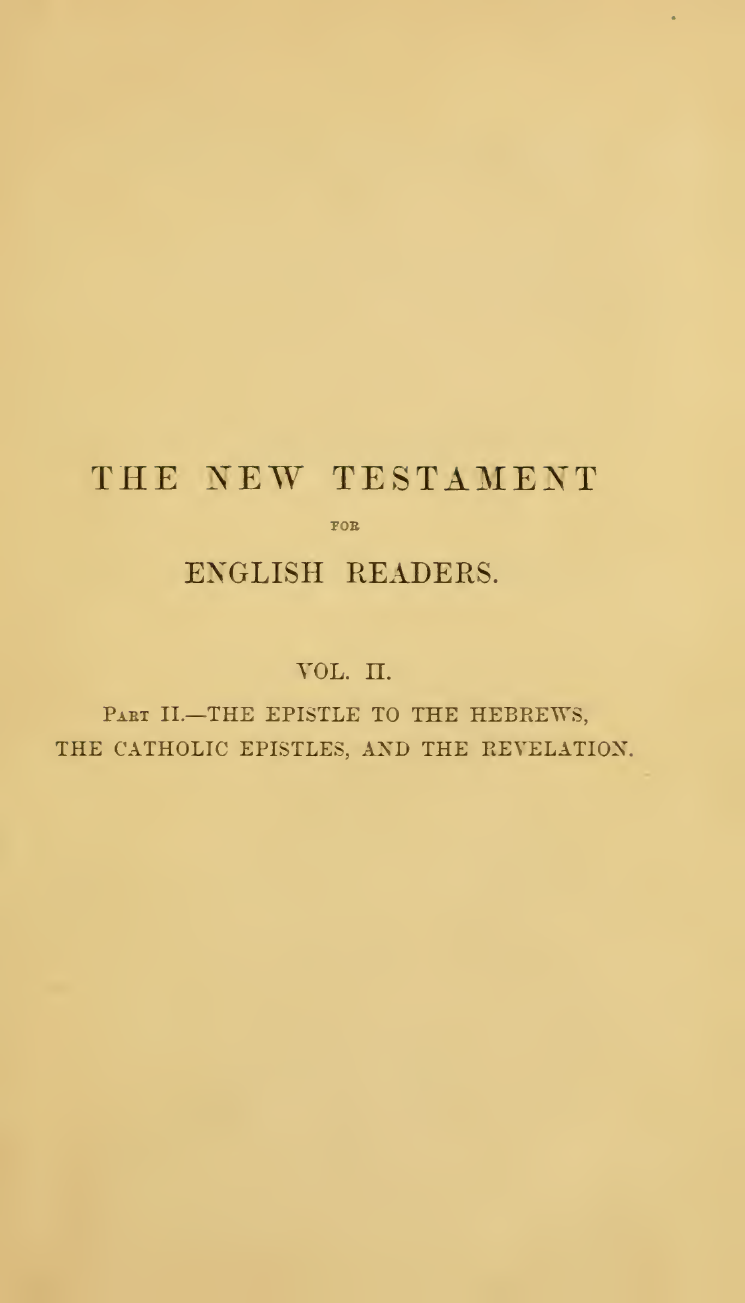 THE NEW TESTAMENT
FOR
ENGLISH READERS.
VOL. II.
PART II.—THE EPISTLE TO THE HEBREWS,
THE CATHOLIC EPISTLES, AND THE REVELATION.